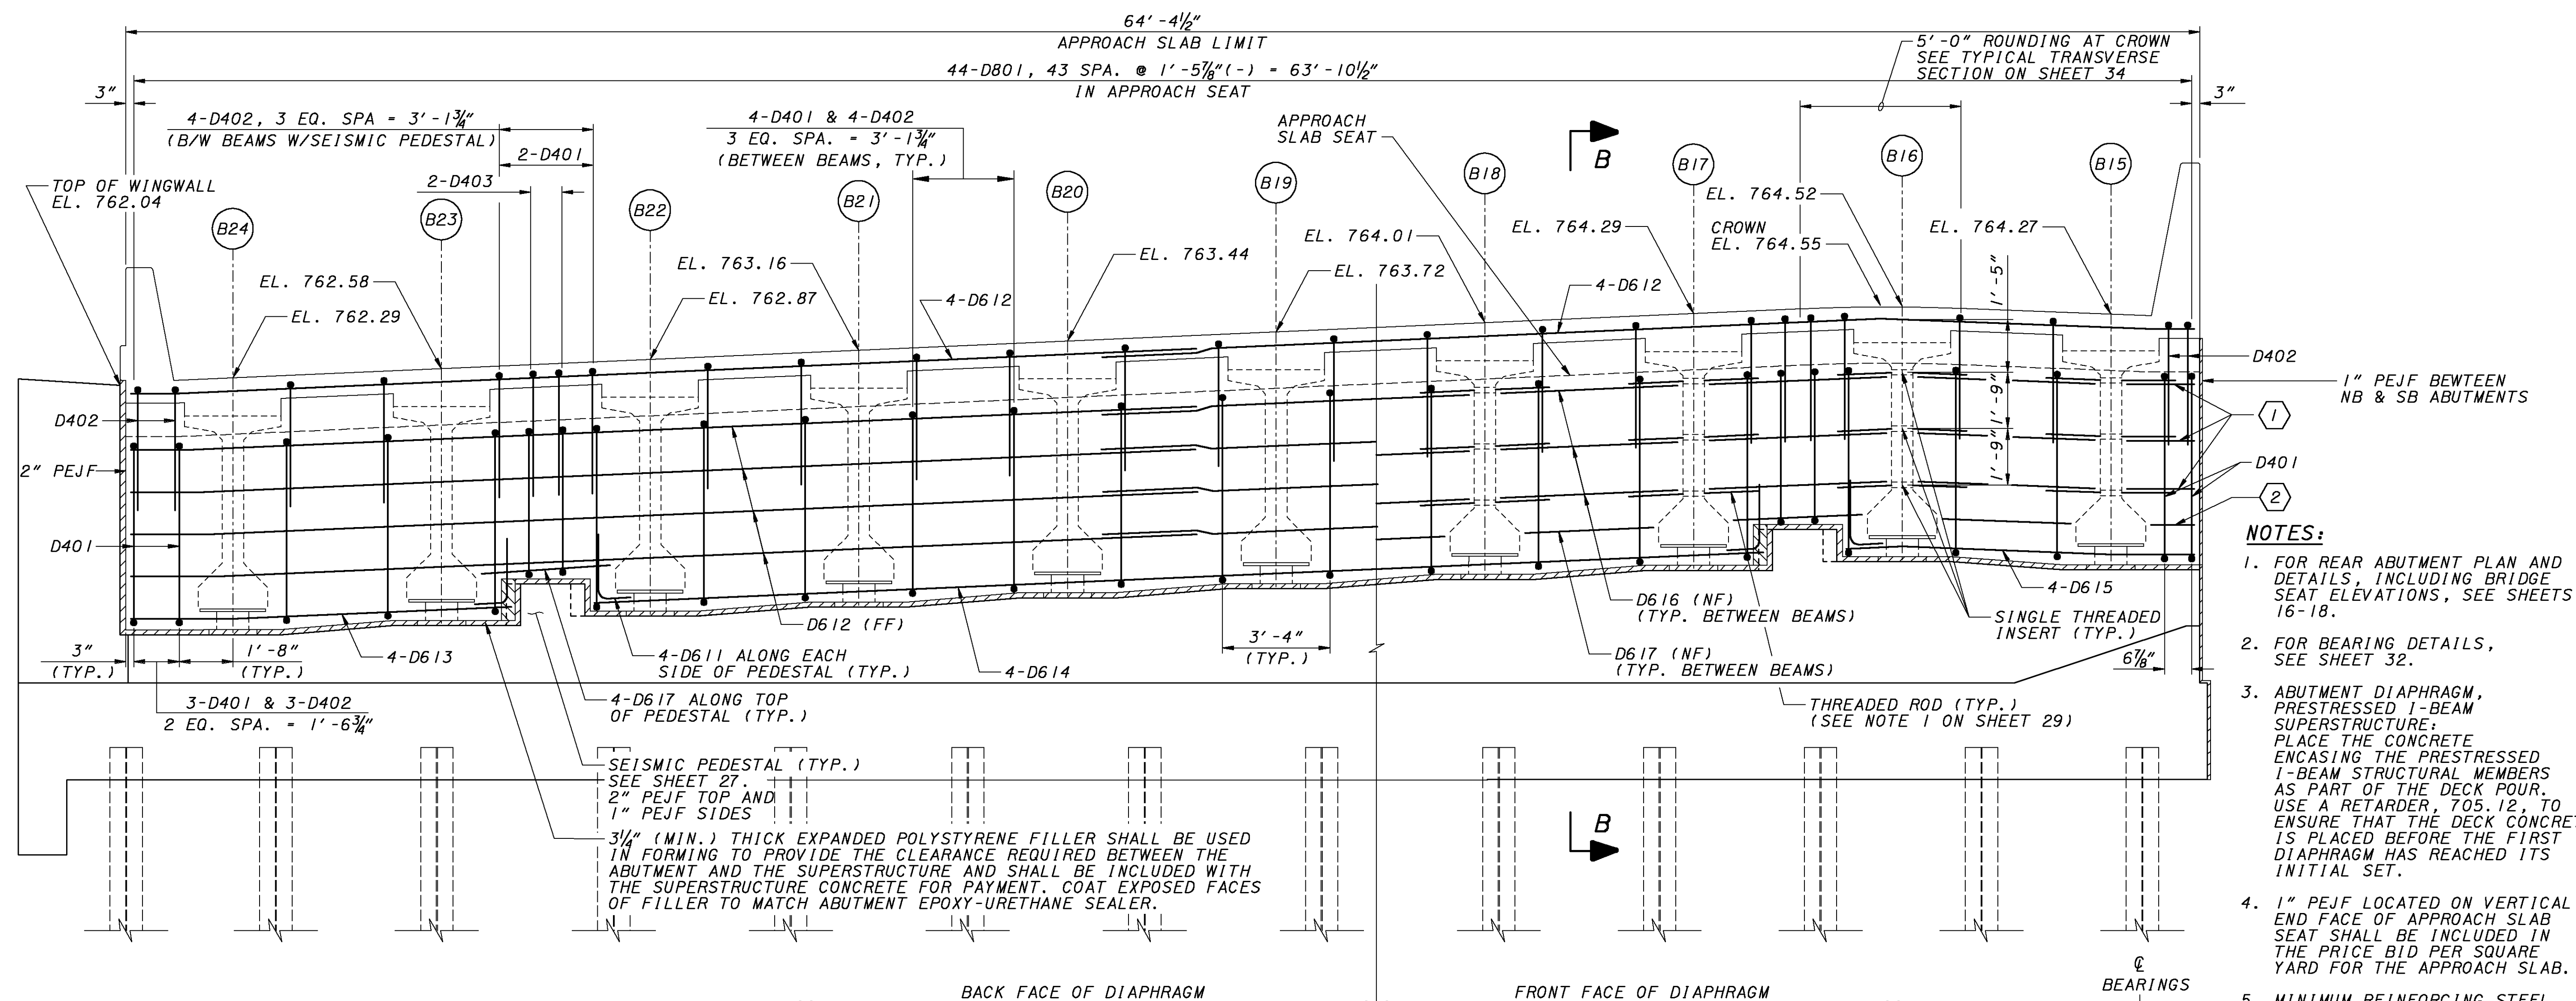 64'-4½"
APPROACH SLAB LIMIT
5'-0" ROUNDING AT CROWN
SEE TYPICAL TRANSVERSE
SECTION ON SHEET 34
44-D801, 43 SPA. @ 1'-5⅞"(-) = 63'-10½"
IN APPROACH SEAT
3"
3"
4-D402, 3 EQ. SPA = 3'-1¾"
(B/W BEAMS W/SEISMIC PEDESTAL)
2-D401
2-D403
4-D401 & 4-D402
3 EQ. SPA. = 3'-1¾"
(BETWEEN BEAMS, TYP.)
APPROACH
SLAB SEAT
B
TOP OF WINGWALL
EL. 762.04
B24
B23
B22
B21
B20
B19
B18
B17
B16
B15
EL. 762.29
EL. 762.58
EL. 762.87
EL. 763.16
EL. 763.44
EL. 763.72
EL. 764.01
EL. 764.29
EL. 764.52
CROWN
EL. 764.55
EL. 764.27
4-D612
4-D612
1'-5"
1'-9"
1'-9"
D402
D402
2" PEJF
D401
D401
1" PEJF BEWTEEN
NB & SB ABUTMENTS
1
2
3"
(TYP.)
1'-8"
(TYP.)
3-D401 & 3-D402
2 EQ. SPA. = 1'-6¾"
4-D613
D612 (FF)
4-D611 ALONG EACH
SIDE OF PEDESTAL (TYP.)
4-D614
3'-4"
(TYP.)
4-D617 ALONG TOP
OF PEDESTAL (TYP.)
D616 (NF)
(TYP. BETWEEN BEAMS)
D617 (NF)
(TYP. BETWEEN BEAMS)
4-D615
SINGLE THREADED
INSERT (TYP.)
6⅞"
THREADED ROD (TYP.)
(SEE NOTE 1 ON SHEET 29)
SEISMIC PEDESTAL (TYP.)
SEE SHEET 27.
2" PEJF TOP AND
1" PEJF SIDES
3¼" (MIN.) THICK EXPANDED POLYSTYRENE FILLER SHALL BE USED
IN FORMING TO PROVIDE THE CLEARANCE REQUIRED BETWEEN THE
ABUTMENT AND THE SUPERSTRUCTURE AND SHALL BE INCLUDED WITH
THE SUPERSTRUCTURE CONCRETE FOR PAYMENT. COAT EXPOSED FACES
OF FILLER TO MATCH ABUTMENT EPOXY-URETHANE SEALER.
B
BACK FACE OF DIAPHRAGM
FRONT FACE OF DIAPHRAGM
℄
BEARINGS
NOTES:
1. FOR REAR ABUTMENT PLAN AND
DETAILS, INCLUDING BRIDGE
SEAT ELEVATIONS, SEE SHEETS
16-18.
2. FOR BEARING DETAILS,
SEE SHEET 32.
3. ABUTMENT DIAPHRAGM,
PRESTRESSED I-BEAM
SUPERSTRUCTURE:
PLACE THE CONCRETE
ENCASING THE PRESTRESSED
I-BEAM STRUCTURAL MEMBERS
AS PART OF THE DECK POUR.
USE A RETARDER, 705.12, TO
ENSURE THAT THE DECK CONCRET
IS PLACED BEFORE THE FIRST
DIAPHRAGM HAS REACHED ITS
INITIAL SET.
4. 1" PEJF LOCATED ON VERTICAL
END FACE OF APPROACH SLAB
SEAT SHALL BE INCLUDED IN
THE PRICE BID PER SQUARE
YARD FOR THE APPROACH SLAB.
5. MINIMUM REINFORCING STEEL